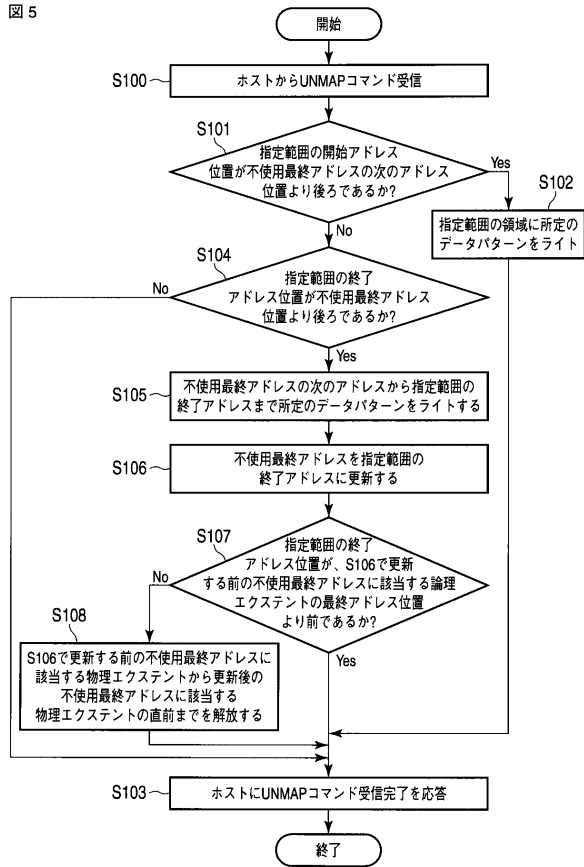 図 5
開始
S100
ホストからUNMAPコマンド受信
S101
指定範囲の開始アドレス
位置が不使用最終アドレスの次のアドレス
位置より後ろであるか?
Yes
S102
指定範囲の領域に所定の
データパターンをライト
No
S104
指定範囲の終了
アドレス位置が不使用最終アドレス
位置より後ろであるか?
No
Yes
S105
不使用最終アドレスの次のアドレスから指定範囲の
終了アドレスまで所定のデータパターンをライトする
S106
不使用最終アドレスを指定範囲の
終了アドレスに更新する
S107
指定範囲の終了
アドレス位置が、S106で更新
する前の不使用最終アドレスに該当する論理
エクステントの最終アドレス位置
より前であるか?
No
Yes
S108
S106で更新する前の不使用最終アドレスに
該当する物理エクステントから更新後の
不使用最終アドレスに該当する
物理エクステントの直前までを解放する
S103
ホストにUNMAPコマンド受信完了を応答
終了